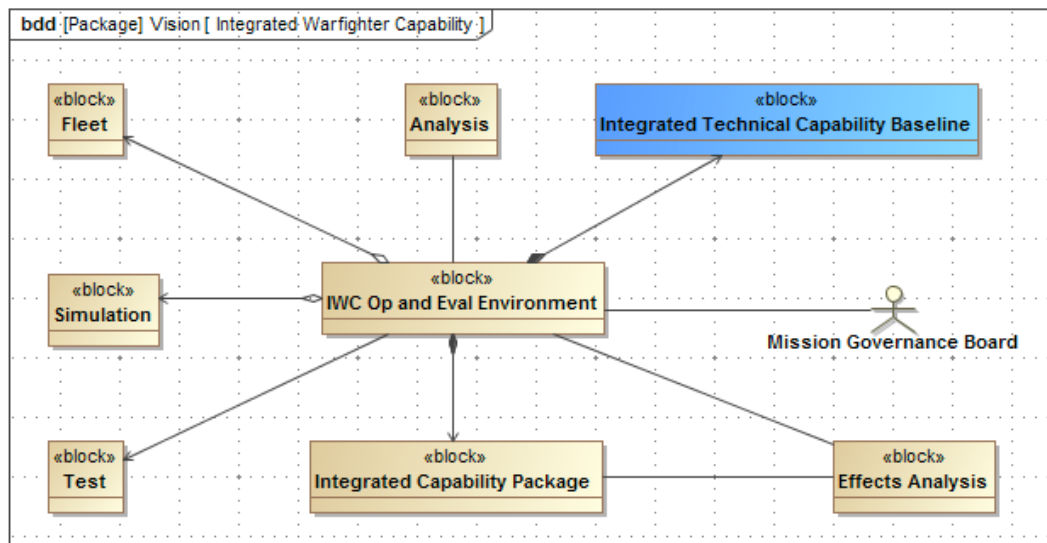 bdd [Package] Vision [ Integrated Warfighter Capability ]
«block»
Fleet
«block»
Analysis
«block»
Integrated Technical Capability Baseline
«block»
Simulation
«block»
IWC Op and Eval Environment
Mission Governance Board
«block»
Test
«block»
Integrated Capability Package
«block»
Effects Analysis